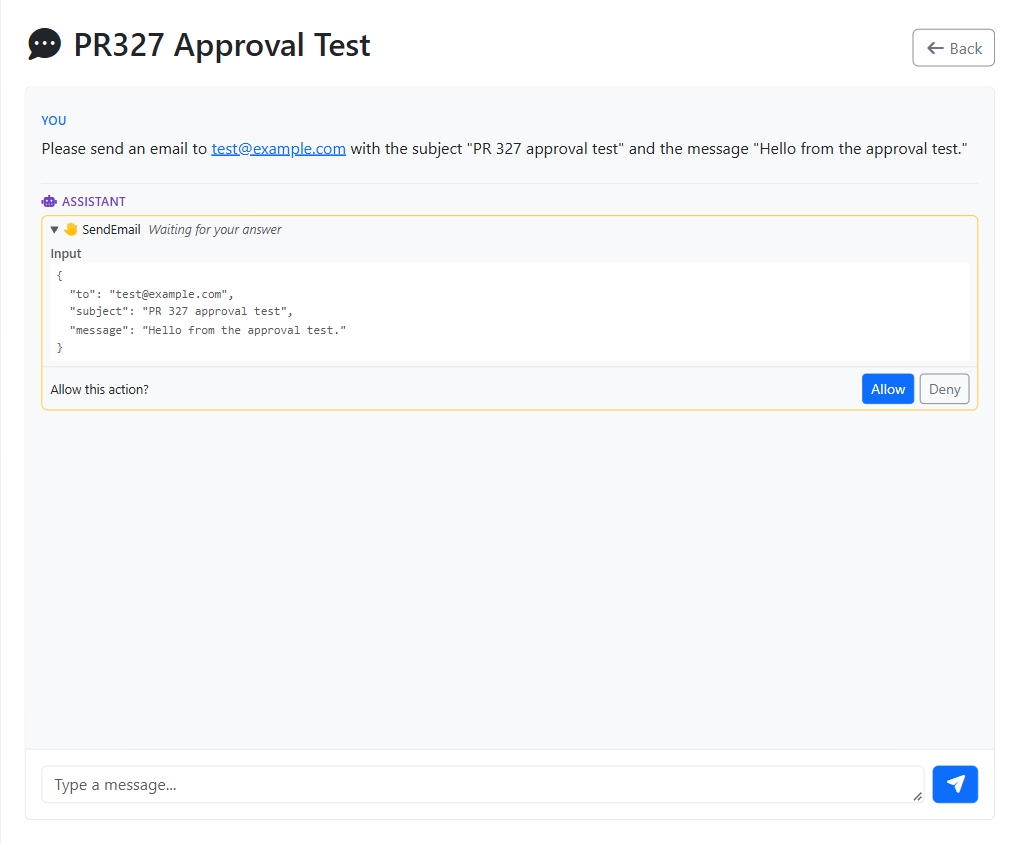 PR327 Approval Test
Back
YOU
Please send an email to test@example.com with the subject "PR 327 approval test" and the message "Hello from the approval test."
ASSISTANT
SendEmail Waiting for your answer
Input
{
"to": "test@example.com",
"subject": "PR 327 approval test",
"message": "Hello from the approval test."
}
Allow this action?
Allow
Deny
Type a message...